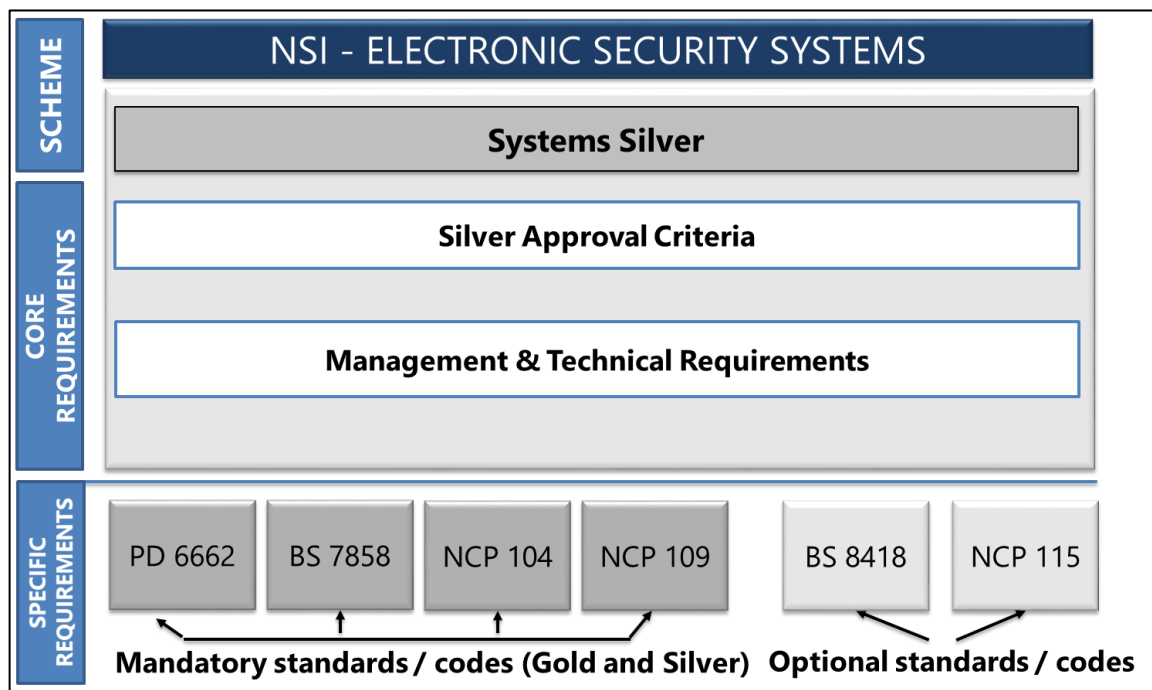 SCHEME
NSI - ELECTRONIC SECURITY SYSTEMS
Systems Silver
CORE
REQUIREMENTS
Silver Approval Criteria
Management & Technical Requirements
SPECIFIC
REQUIREMENTS
PD 6662
BS 7858
NCP 104
NCP 109
BS 8418
NCP 115
Mandatory standards / codes (Gold and Silver)
Optional standards / codes